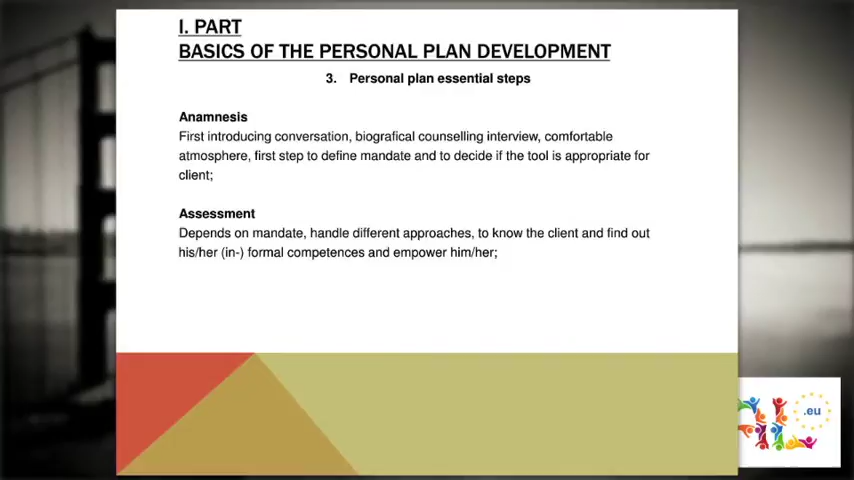 I. PART
BASICS OF THE PERSONAL PLAN DEVELOPMENT
3. Personal plan essential steps
Anamnesis
First introducing conversation, biografical counselling interview, comfortable
atmosphere, first step to define mandate and to decide if the tool is appropriate for
client;
Assessment
Depends on mandate, handle different approaches, to know the client and find out
his/her (in-) formal competences and empower him/her;
.eu